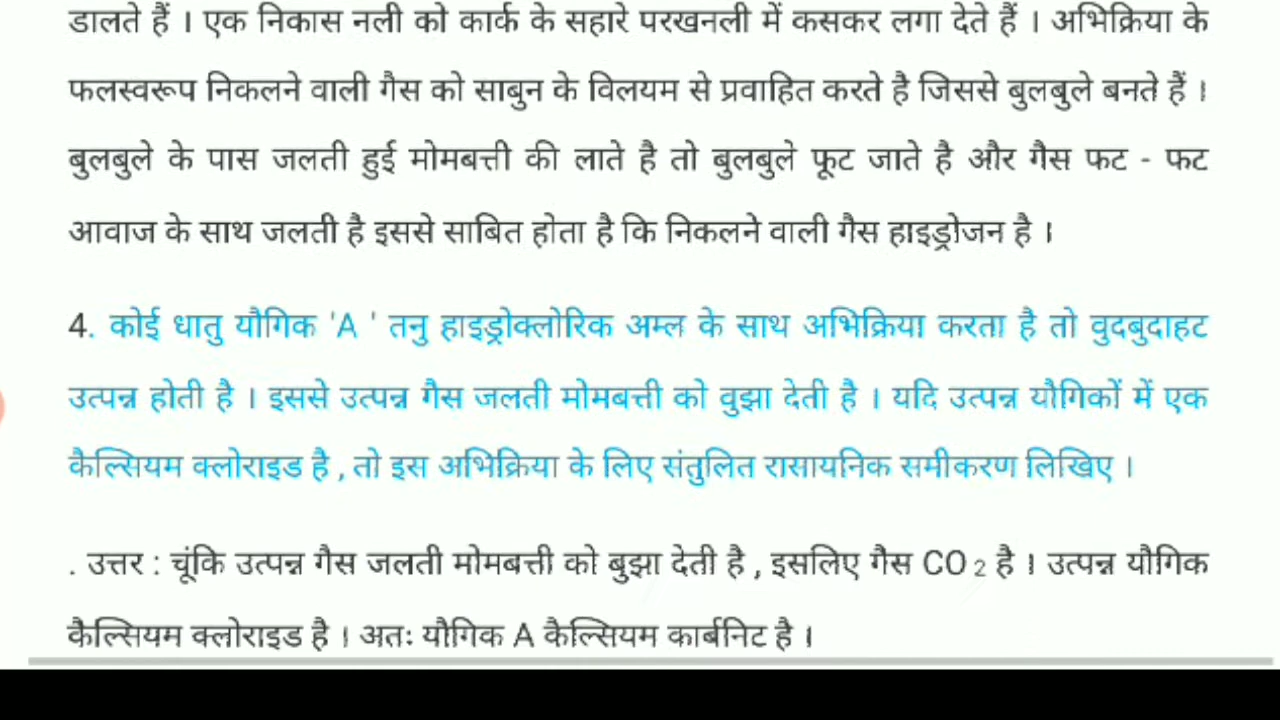 डालते हैं । एक निकास नली को कार्क के सहारे परखनली में कसकर लगा देते हैं । अभिक्रिया के
फलस्वरूप निकलने वाली गैस को साबुन के विलयम से प्रवाहित करते है जिससे बुलबुले बनते हैं ।
बुलबुले के पास जलती हुई मोमबत्ती की लाते है तो बुलबुले फूट जाते है और गैस फट - फट
आवाज के साथ जलती है इससे साबित होता है कि निकलने वाली गैस हाइड्रोजन है ।
4. कोई धातु यौगिक 'A ' तनु हाइड्रोक्लोरिक अम्ल के साथ अभिक्रिया करता है तो वुदबुदाहट
उत्पन्न होती है । इससे उत्पन्न गैस जलती मोमबत्ती को वुझा देती है । यदि उत्पन्न यौगिकों में एक
कैल्सियम क्लोराइड है , तो इस अभिक्रिया के लिए संतुलित रासायनिक समीकरण लिखिए ।
. उत्तर : चूंकि उत्पन्न गैस जलती मोमबत्ती को बुझा देती है , इसलिए गैस CO 2 है । उत्पन्न यौगिक
कैल्सियम क्लोराइड है । अतः यौगिक A कैल्सियम कार्बनिट है ।